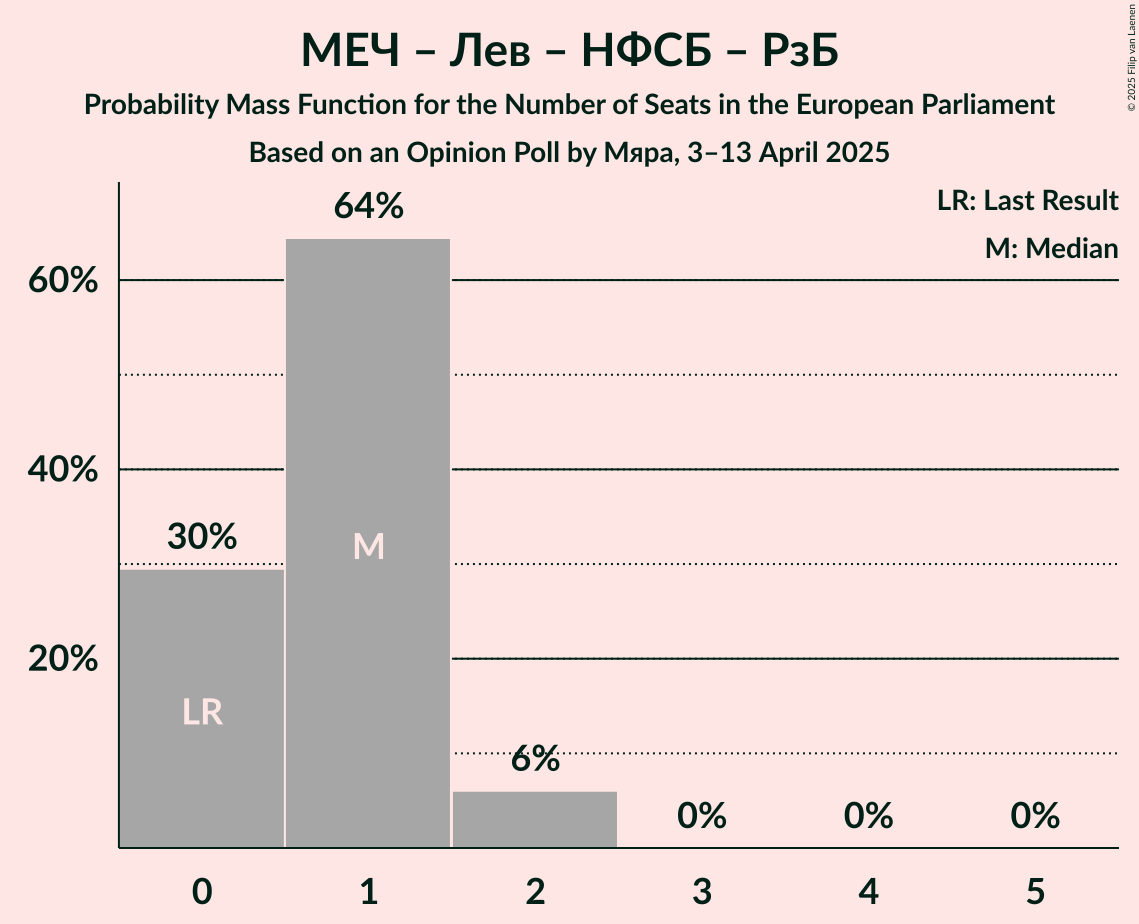 МЕЧ – Лев – НФСБ – РзБ
Probability Mass Function for the Number of Seats in the European Parliament
Based on an Opinion Poll by Мяра, 3–13 April 2025
© 2025 Filip van Laenen
LR: Last Result
M: Median
64%
60%
40%
30%
M
20%
LR
6%
0%
0%
0%
0
1
2
3
4
5